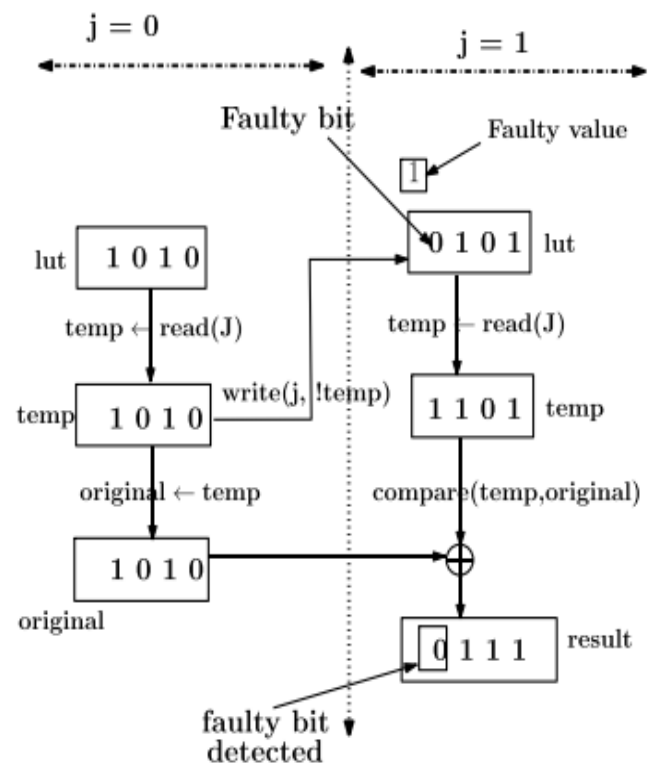 j = 0
j = 1
Faulty bit
Faulty value
1
lut
1 0 1 0
0 1 0 1
lut
temp ← read(J)
temp ← read(J)
write(j, !temp)
temp
1 0 1 0
1 1 0 1
temp
original ← temp
compare(temp,original)
1 0 1 0
original
0 1 1 1
result
faulty bit
detected